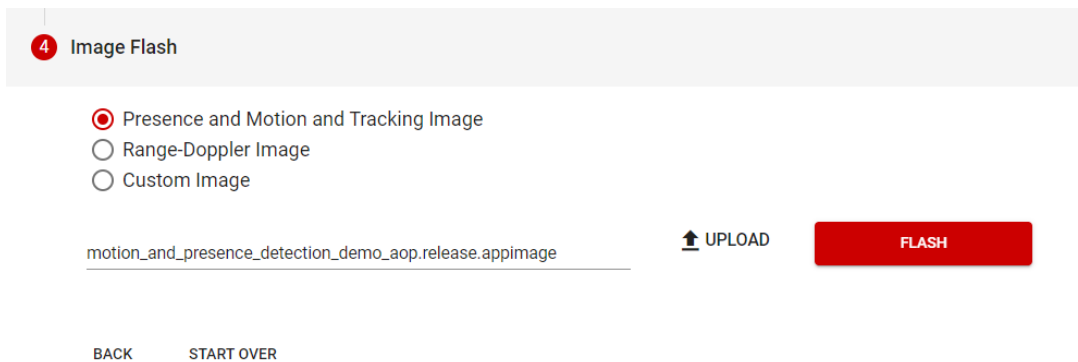 4 Image Flash
Presence and Motion and Tracking Image
Range-Doppler Image
Custom Image
motion_and_presence_detection_demo_aop.release.appimage
UPLOAD
FLASH
BACK
START OVER